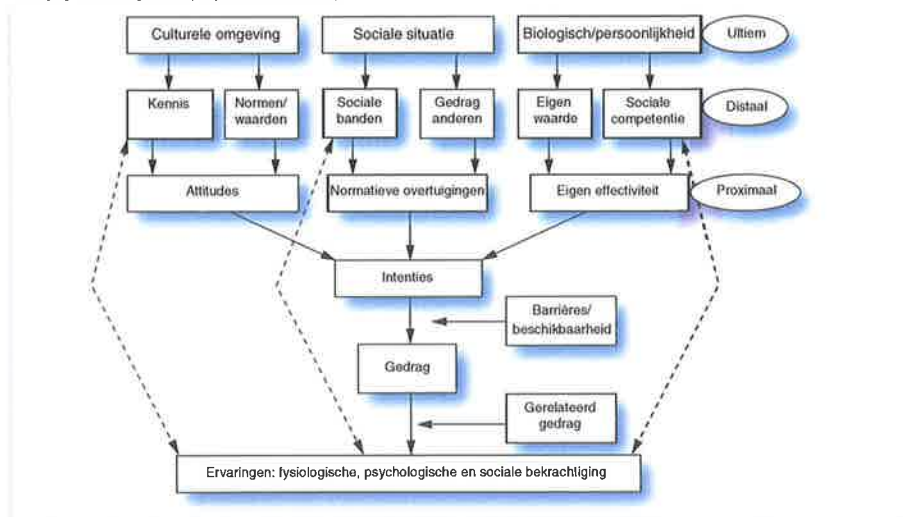 Culturele omgeving
Sociale situatie
Biologisch/persoonlijkheid
Ultiem
Kennis
Normen/
waarden
Sociale
banden
Gedrag
anderen
Eigen
waarde
Sociale
competentie
Distaal
Attitudes
Normatieve overtuigingen
Eigen effectiviteit
Proximaal
Intenties
Barrières/
beschikbaarheid
Gedrag
Gerelateerd
gedrag
Ervaringen: fysiologische, psychologische en sociale bekrachtiging